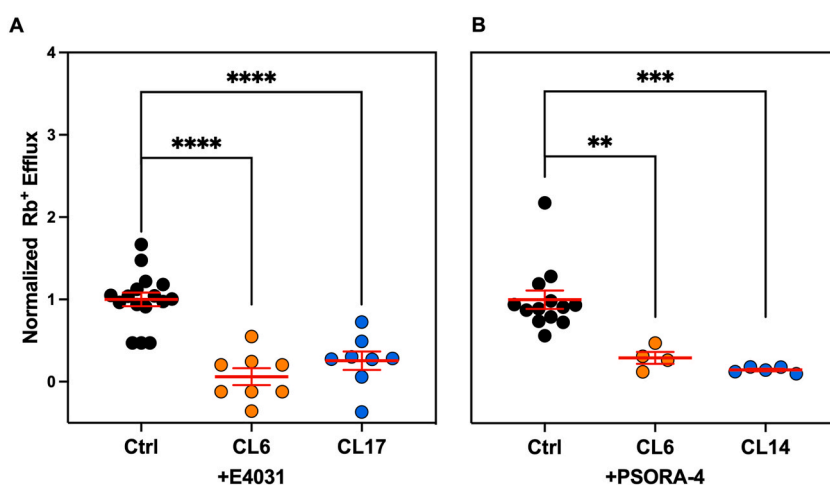 A
B
4
3
2
1
0
Normalized Rb⁺ Efflux
****
****
***
**
Ctrl CL6 CL17
+E4031
Ctrl CL6 CL14
+PSORA-4